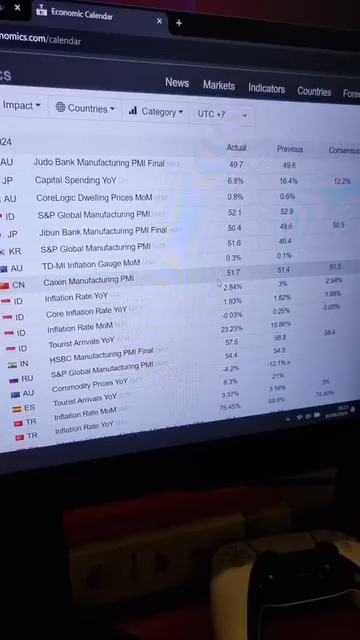 Economic Calendar
nomics.com/calendar
cs
News Markets Indicators Countries Fore
Impact Countries Category UTC +7
024
Actual Previous Consensus
AU Judo Bank Manufacturing PMI Final 49.7 49.6
JP Capital Spending YoY 6.8% 16.4% 12.2%
AU CoreLogic Dwelling Prices MoM 0.8% 0.6%
ID S&P Global Manufacturing PMI 52.1 52.9
JP Jibun Bank Manufacturing PMI Final 50.4 49.6 50.5
KR S&P Global Manufacturing PMI 51.6 49.4
AU TD-MI Inflation Gauge MoM 0.3% 0.1%
CN Caixin Manufacturing PMI 51.7 51.4 51.5
ID Inflation Rate YoY 2.84% 3% 2.94%
ID Core Inflation Rate YoY 1.93% 1.82% 1.88%
ID Inflation Rate MoM -0.03% 0.25% 0.05%
ID Tourist Arrivals YoY 23.23% 19.86%
IN HSBC Manufacturing PMI Final 57.5 58.8 58.4
RU S&P Global Manufacturing PMI 54.4 54.3
AU Commodity Prices YoY -12.1%
ES Tourist Arrivals YoY 21%
TR Inflation Rate MoM 3.37% 3.18% 3%
TR Inflation Rate YoY 75.45% 69.8%